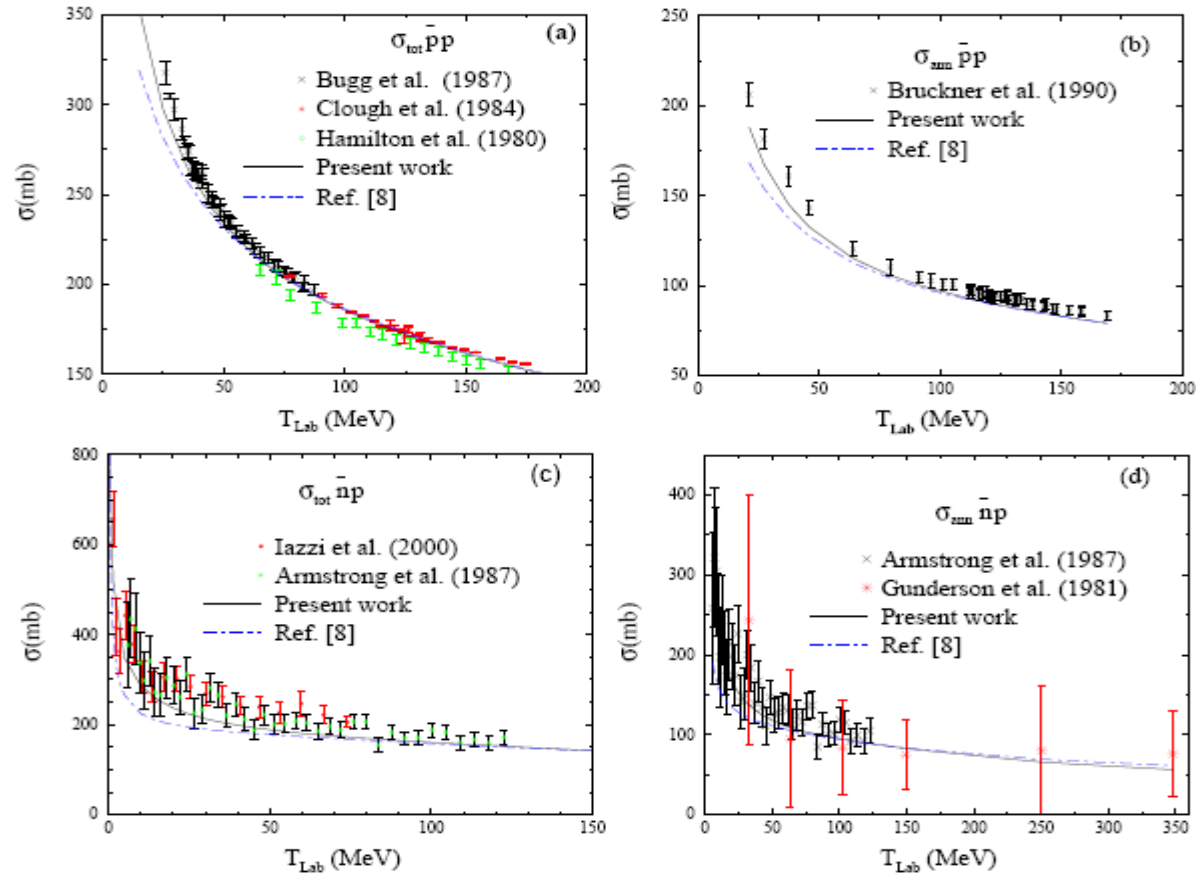 (a)
σtot p̄p
Bugg et al. (1987)
Clough et al. (1984)
Hamilton et al. (1980)
Present work
Ref. [8]
350
300
250
200
150
σ(mb)
0 50 100 150 200
TLab (MeV)
(b)
σann p̄p
Bruckner et al. (1990)
Present work
Ref. [8]
250
200
150
100
50
σ(mb)
0 50 100 150 200
TLab (MeV)
(c)
σtot n̄p
Iazzi et al. (2000)
Armstrong et al. (1987)
Present work
Ref. [8]
800
600
400
200
0
σ(mb)
0 50 100 150
TLab (MeV)
(d)
σann n̄p
Armstrong et al. (1987)
Gunderson et al. (1981)
Present work
Ref. [8]
400
300
200
100
0
σ(mb)
0 50 100 150 200 250 300 350
TLab (MeV)